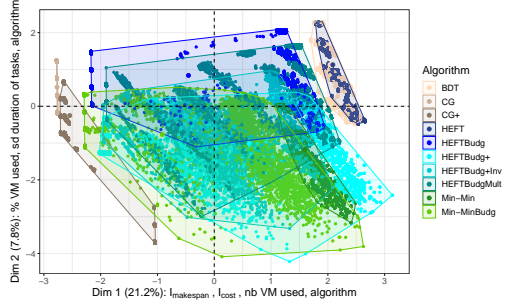 Dim 2 (7.8%): % VM used, sd duration of tasks, algorithm
2
0
−2
−4
−3
−2
−1
0
1
2
3
Dim 1 (21.2%): I_makespan , I_cost , nb VM used, algorithm
Algorithm
BDT
CG
CG+
HEFT
HEFTBudg
HEFTBudg+
HEFTBudg+Inv
HEFTBudgMult
Min−Min
Min−MinBudg